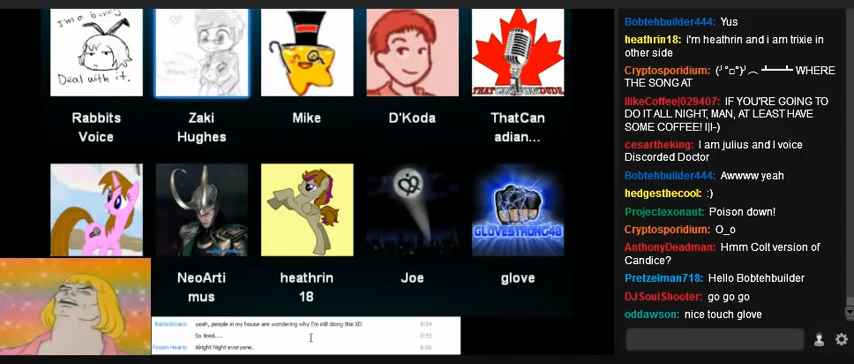 I'm a bunny
Deal with it.
THATCANADIANDUDE
Rabbits
Voice
Zaki
Hughes
Mike
D'Koda
ThatCan
adian...
GLOVESTRONG48
NeoArti
mus
heathrin
18
Joe
glove
yeah, people in my house are wondering why I'm still doing this XD
So tired....
Alright Night everyone.
Bobtehbuilder444: Yus
heathrin18: i'm heathrin and i am trixie in
other side
Cryptosporidium: (╯°□°)╯︵ ┻━┻ WHERE
THE SONG AT
IlikeCoffee|029407: IF YOU'RE GOING TO
DO IT ALL NIGHT, MAN, AT LEAST HAVE
SOME COFFEE! I|I-)
cesartheking: I am julius and I voice
Discorded Doctor
Bobtehbuilder444: Awwww yeah
hedgesthecool: :)
Projectexonaut: Poison down!
Cryptosporidium: O_o
AnthonyDeadman: Hmm Colt version of
Candice?
Pretzelman718: Hello Bobtehbuilder
DJSoulShooter: go go go
oddawson: nice touch glove